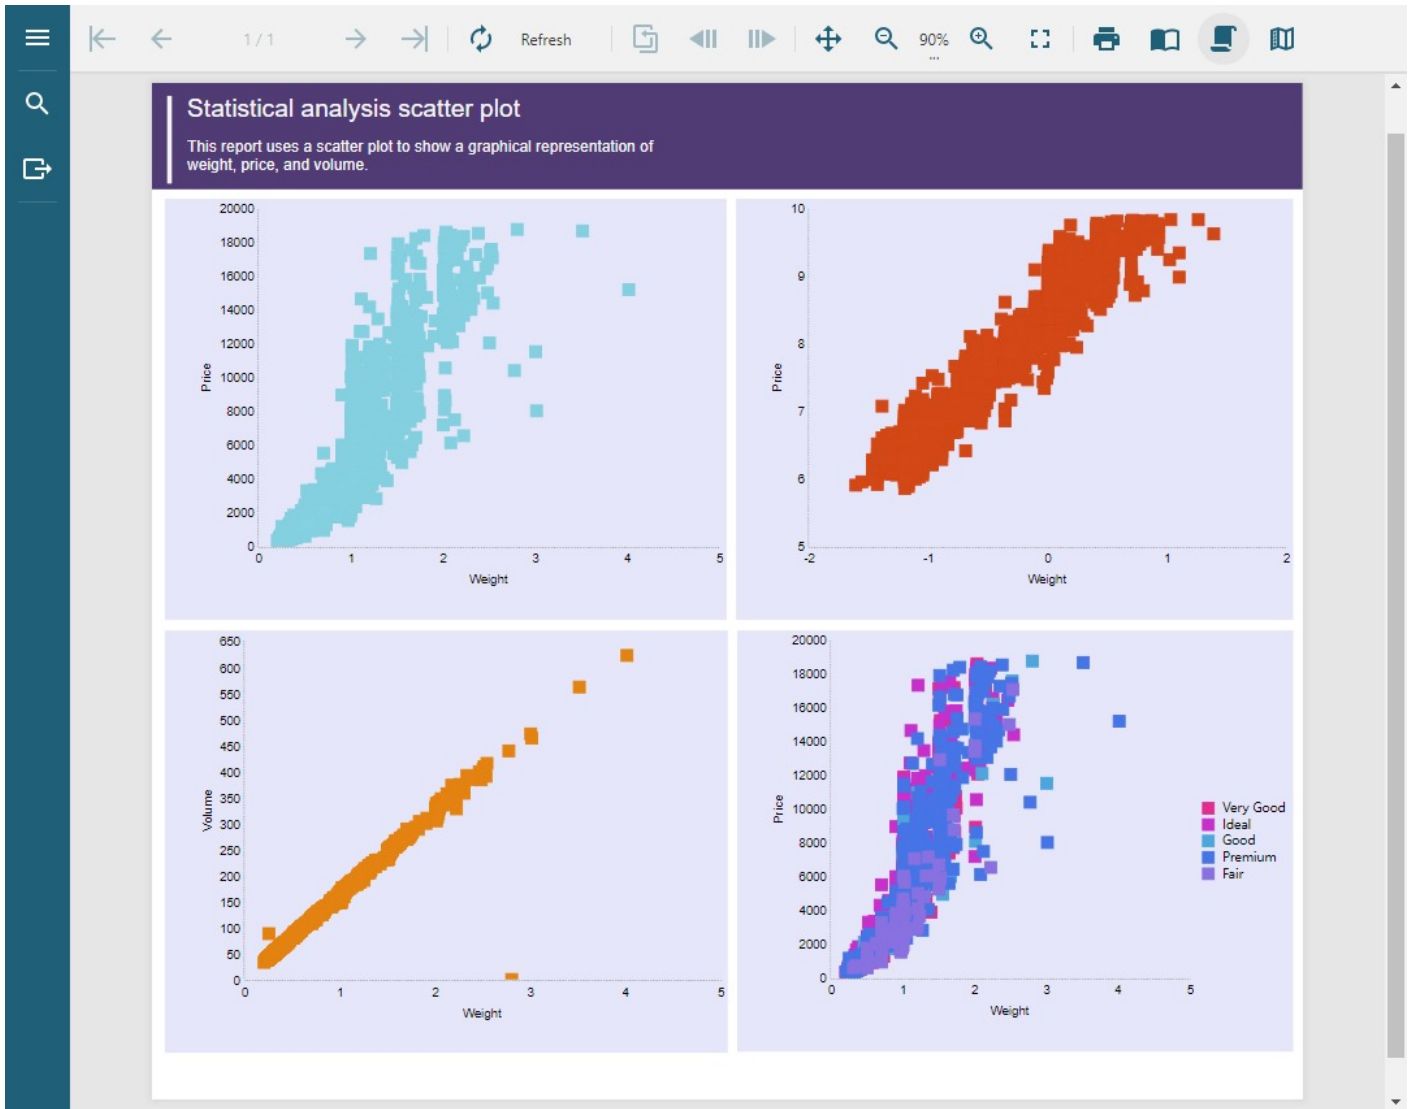 1 / 1
Refresh
90%
...
Statistical analysis scatter plot
This report uses a scatter plot to show a graphical representation of
weight, price, and volume.
20000
18000
16000
14000
12000
10000
8000
6000
4000
2000
0
Price
0 1 2 3 4 5
Weight
10
9
8
7
6
5
Price
-2 -1 0 1 2
Weight
650
600
550
500
450
400
350
300
250
200
150
100
50
0
Volume
0 1 2 3 4 5
Weight
20000
18000
16000
14000
12000
10000
8000
6000
4000
2000
0
Price
0 1 2 3 4 5
Weight
Very Good
Ideal
Good
Premium
Fair